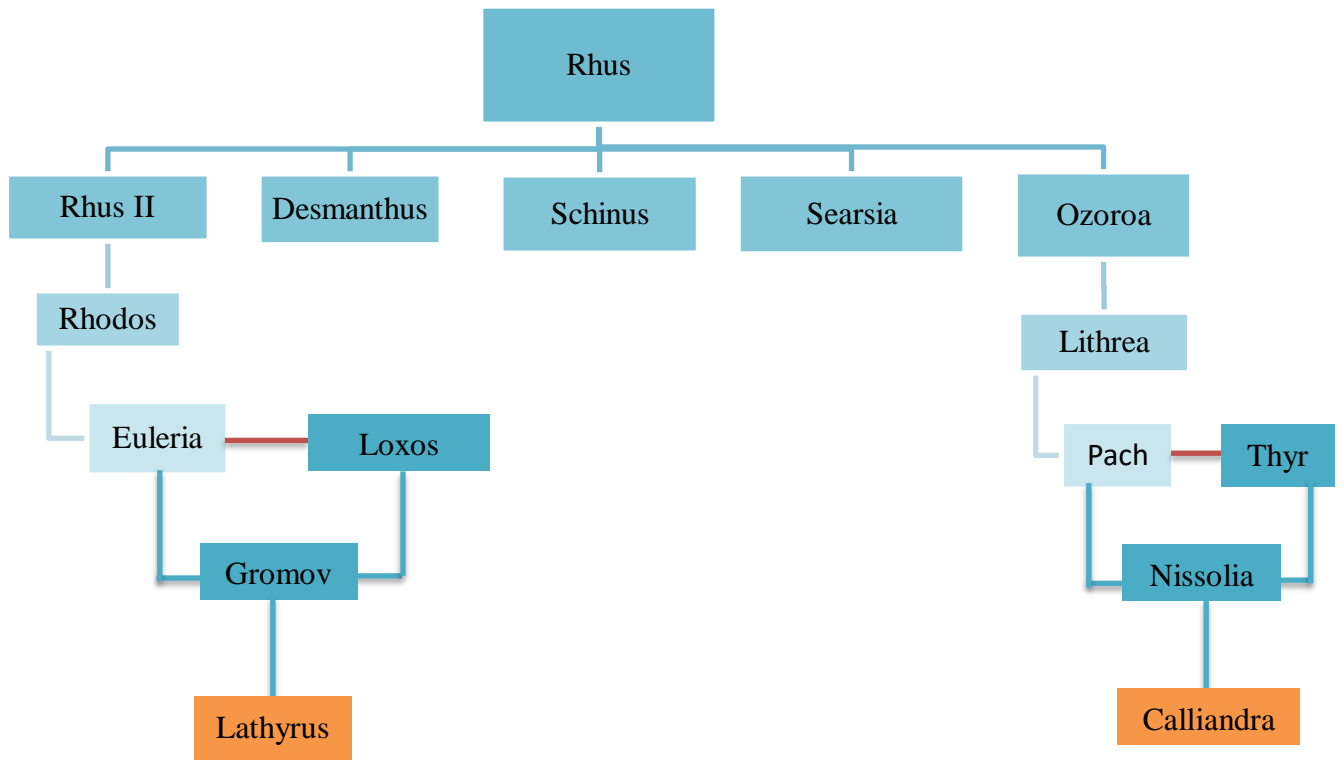 Rhus
Rhus II
Desmanthus
Schinus
Searsia
Ozoroa
Rhodos
Lithrea
Euleria
Loxos
Pach
Thyr
Gromov
Nissolia
Lathyrus
Calliandra